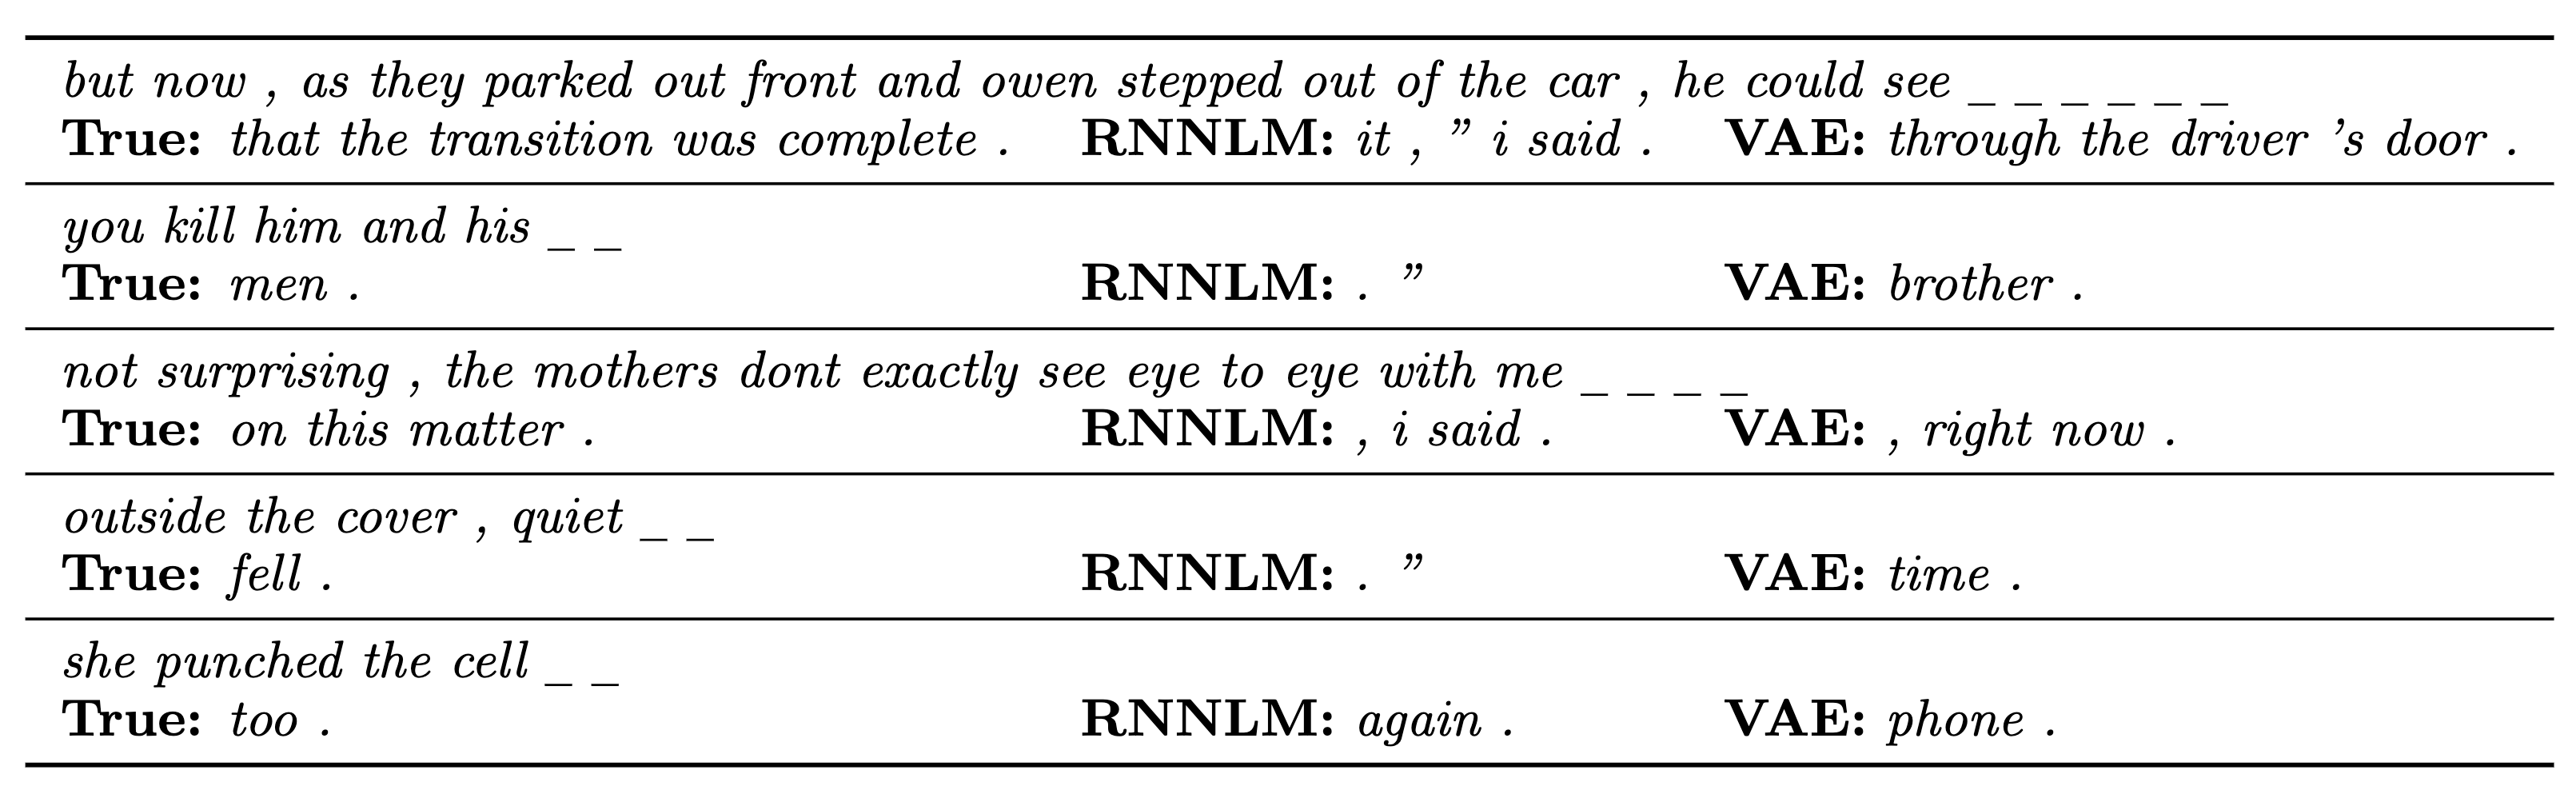 but now , as they parked out front and owen stepped out of the car , he could see _ _ _ _ _ _
True: that the transition was complete . RNNLM: it , ” i said . VAE: through the driver ’s door .
you kill him and his _ _
True: men . RNNLM: . ” VAE: brother .
not surprising , the mothers dont exactly see eye to eye with me _ _ _ _
True: on this matter . RNNLM: , i said . VAE: , right now .
outside the cover , quiet _ _
True: fell . RNNLM: . ” VAE: time .
she punched the cell _ _
True: too . RNNLM: again . VAE: phone .